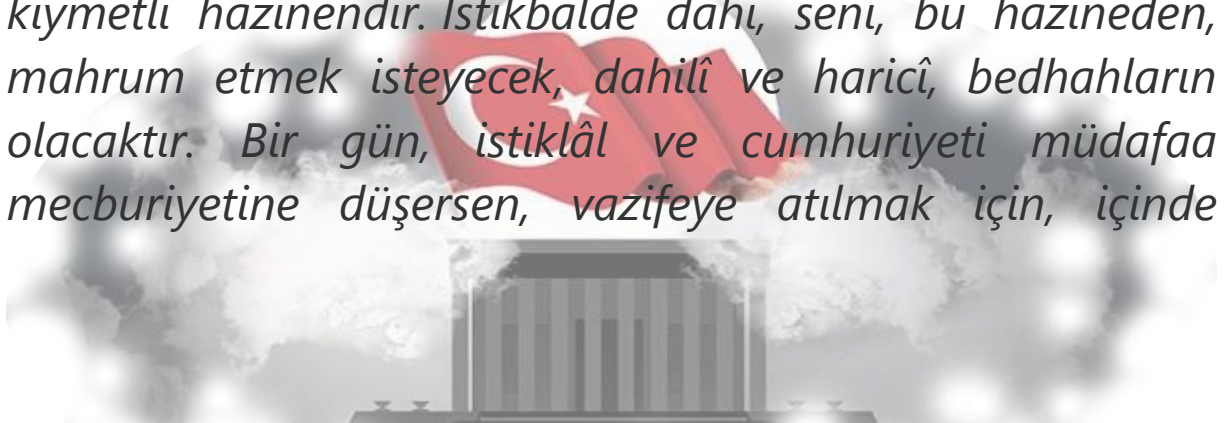 kıymetli hazinendir. İstikbalde dahi, seni, bu hazineden,
mahrum etmek isteyecek, dahilî ve haricî, bedhahların
olacaktır. Bir gün, istiklâl ve cumhuriyeti müdafaa
mecburiyetine düşersen, vazifeye atılmak için, içinde